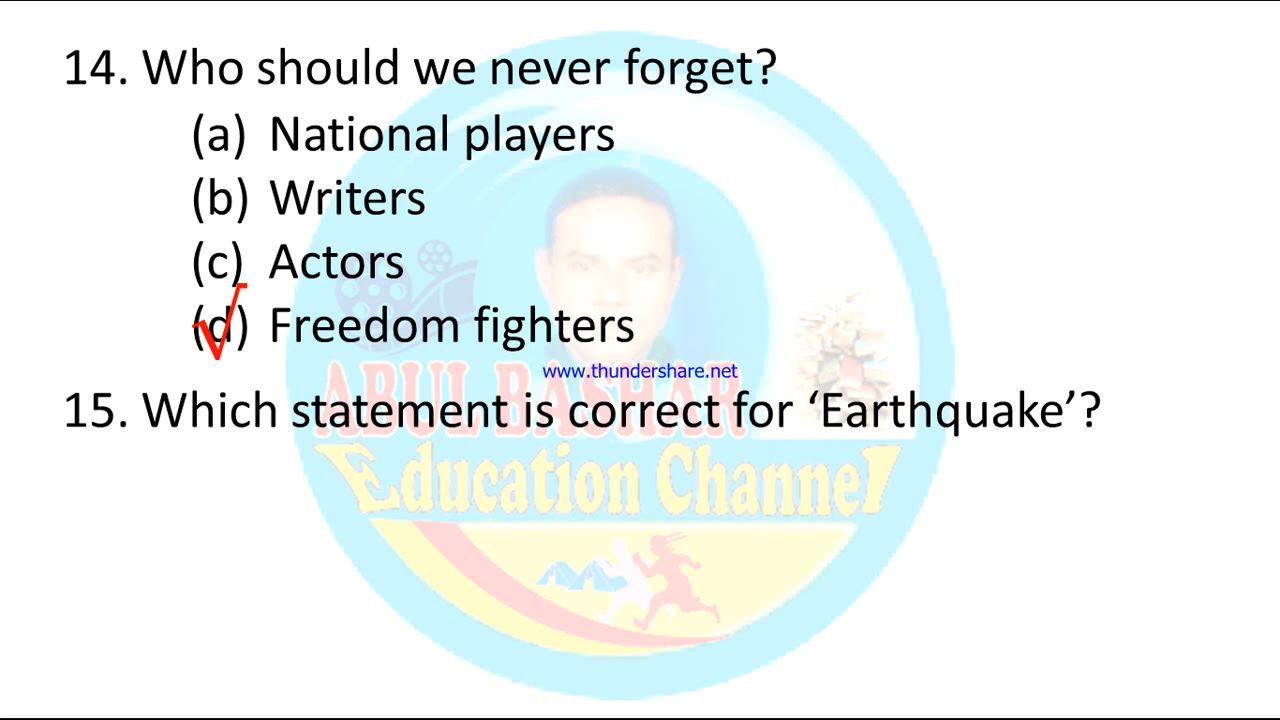 14. Who should we never forget?
(a) National players
(b) Writers
(c) Actors
(d) Freedom fighters
www.thundershare.net
ABUL BASHAR
15. Which statement is correct for ‘Earthquake’?
Education Channel